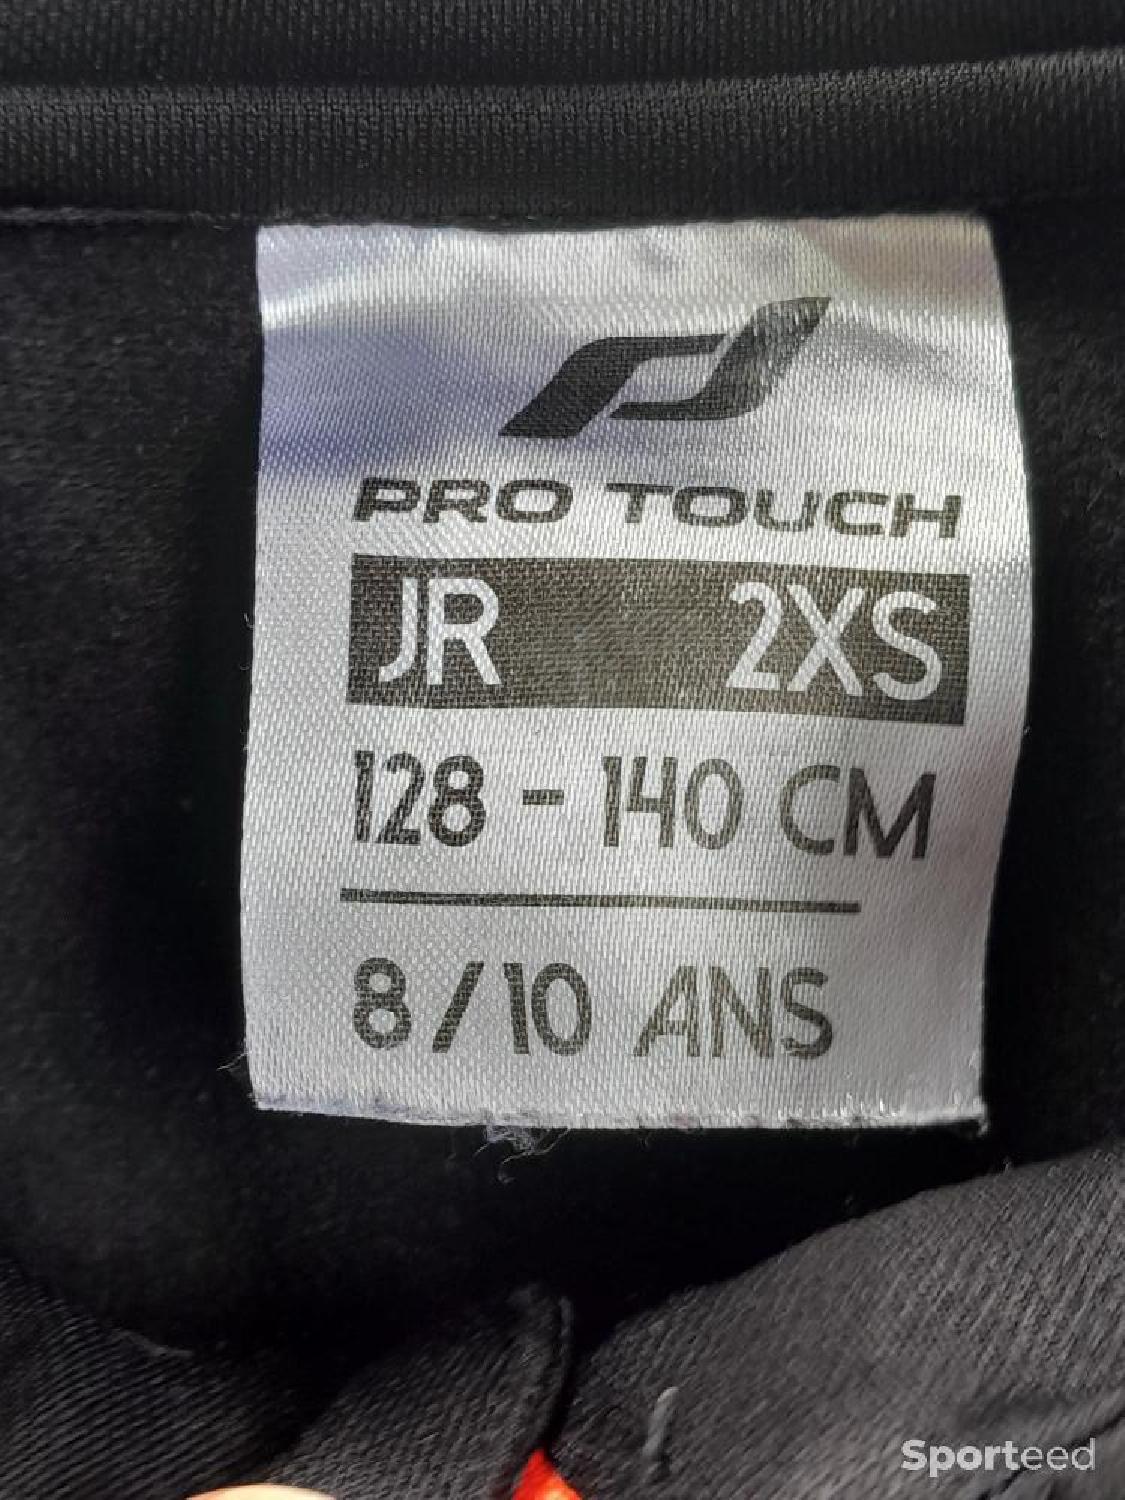 PRO TOUCH
JR 2XS
128 - 140 CM
8 / 10 ANS
Sporteed